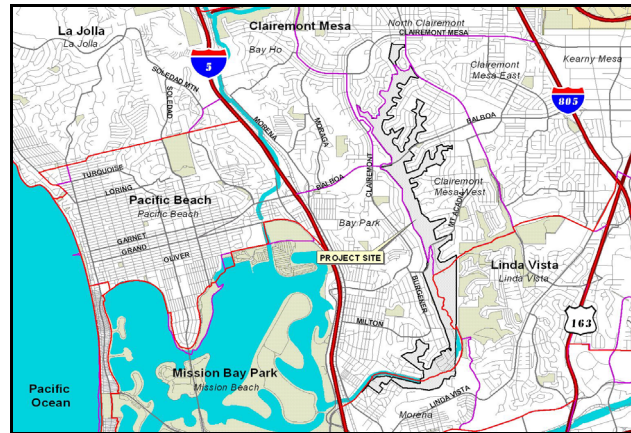 La Jolla
La Jolla
Clairemont Mesa
North Clairemont
CLAIREMONT MESA
Bay Ho
5
Clairemont
Mesa East
Kearny Mesa
805
SOLEDAD MTN
SOLEDAD
MORENA
MORAGA
BALBOA
TURQUOISE
LORING
BALBOA
CLAIREMONT
Clairemont
Mesa West
MT ACADIA
Pacific Beach
Pacific Beach
Bay Park
GARNET
GRAND
OLIVER
PROJECT SITE
Linda Vista
Linda Vista
BURGENER
MILTON
163
Mission Bay Park
Mission Beach
Pacific
Ocean
LINDA VISTA
Morena